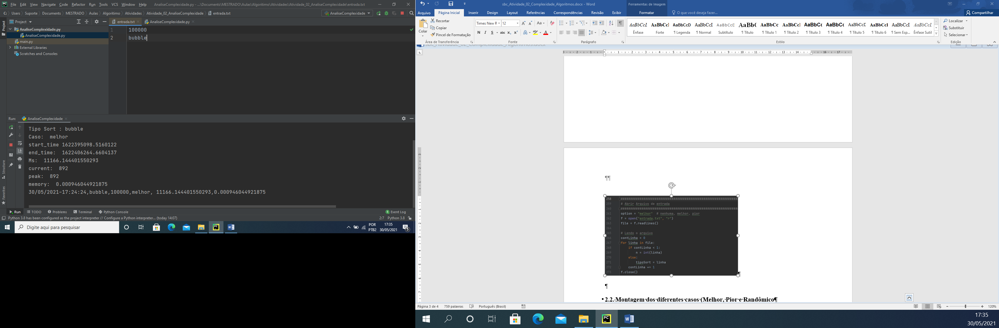 File Edit View Navigate Code Refactor Run Tools VCS Window Help AnaliseComplexidade.py - ...\Documents\MESTRADO\Aulas\Algoritimo\Atividades\Atividade_02_AnaliseComplexidade\entrada.txt
C: Users Suporte Documents MESTRADO Aulas Algoritimo Atividades Atividade_02_AnaliseComplexidade entrada.txt AnaliseComplexidade
Project entrada.txt AnaliseComplexidade.py
Project
AnaliseComplexidade.py
AnaliseComplexidade.py
main.py
External Libraries
Scratches and Consoles
1 100000
2 bubble
Run: AnaliseComplexidade
Tipo Sort : bubble
Caso: melhor
start_time 1622395098.5160122
end_time: 1622406264.6604137
Ms: 11166.144401550293
current: 892
peak: 892
memory: 0.000946044921875
30/05/2021-17:24:24,bubble,100000,melhor, 11166.144401550293,0.000946044921875
Structure
Favorites
Run TODO Problems Terminal Python Console 1 Event Log
Python 3.8 has been configured as the project interpreter // Configure a Python interpreter... (today 14:07) 2:7 Python 3.8
Digite aqui para pesquisar
POR
PTB2
17:35
30/05/2021
5
sbc_Atividade_02_Complexidade_Algoritmos.docx - Word Ferramentas de Imagem
Arquivo Página Inicial Inserir Design Layout Referências Correspondências Revisão Exibir Formatar O que você deseja fazer... Compartilhar
Colar
Recortar
Copiar
Pincel de Formatação
Área de Transferência
Times New R 12
Fonte
Parágrafo
AaBbCcL AaBbCcI AaBbCcD AaBbCcI AaBbCcD AaBb( AaBbCc AaBbCcI AaBbCc AaBbCc AaBbCcD AaBbCcI AaBbCcD AaBbCcL
Ênfase Forte ¶ Legenda ¶ Normal Subtítulo ¶ Título ¶ Título 1 ¶ Título 2 ¶ Título 3 ¶ Título 4 ¶ Título 5 ¶ Título 6 ¶ Sem Esp... Ênfase Sutil
Estilo
Localizar
Substituir
Selecionar
Edição
sbc_Atividade_02_Complexidade_Algoritmos.docx
¶¶
258 ################################
259 # Abrir Arquivo de entrada
260 ################################
261 option = "melhor" # nenhuma, melhor, pior
262 f = open("entrada.txt", "r")
263 file = f.readlines()
264
265 # Lendo o arquivo
266 contLinha = 0
267 for linha in file:
268 if contLinha < 1:
269 n = int(linha)
270 else:
271 tipoSort = linha
272 contLinha += 1
273 f.close()
¶
¶
2.2.·Montagem·dos·diferentes·casos·(Melhor,·Pior·e·Randômico¶
Página 3 de 4 759 palavras Português (Brasil) 120%
17:35
30/05/2021